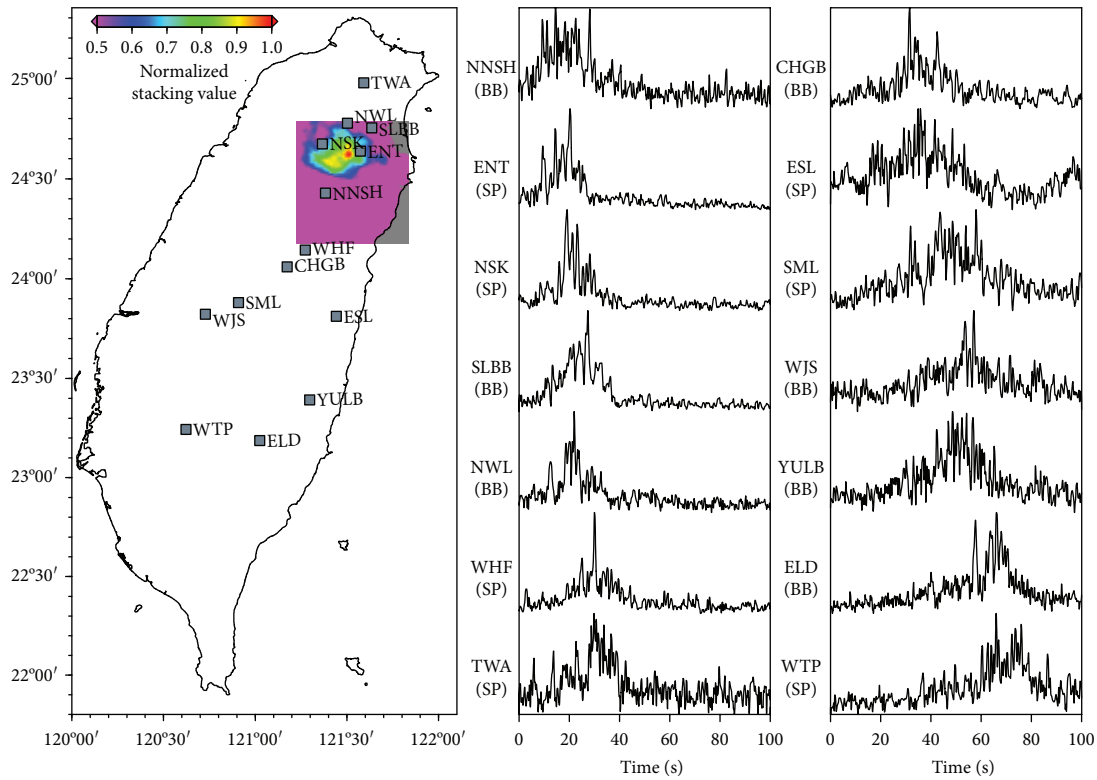 0.5 0.6 0.7 0.8 0.9 1.0
Normalized
stacking value
25°00′
24°30′
24°00′
23°30′
23°00′
22°30′
22°00′
120°00′ 120°30′ 121°00′ 121°30′ 122°00′
TWA
NWL
SLBB
NSK
ENT
NNSH
WHF
CHGB
SML
WJS
ESL
YULB
WTP
ELD
NNSH
(BB)
ENT
(SP)
NSK
(SP)
SLBB
(BB)
NWL
(BB)
WHF
(SP)
TWA
(SP)
0 20 40 60 80 100
Time (s)
CHGB
(BB)
ESL
(SP)
SML
(SP)
WJS
(BB)
YULB
(BB)
ELD
(BB)
WTP
(SP)
0 20 40 60 80 100
Time (s)